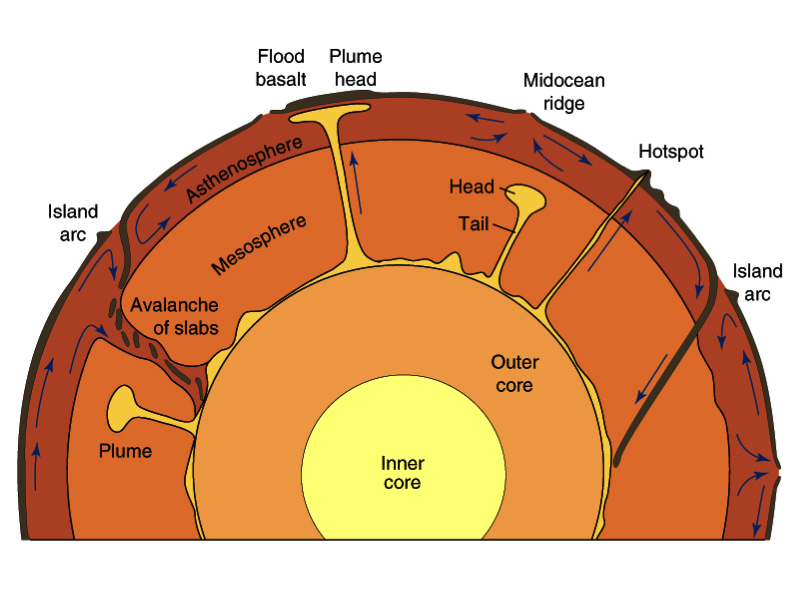 Flood
basalt
Plume
head
Midocean
ridge
Hotspot
Asthenosphere
Head
Tail
Island
arc
Mesosphere
Island
arc
Avalanche
of slabs
Outer
core
Plume
Inner
core